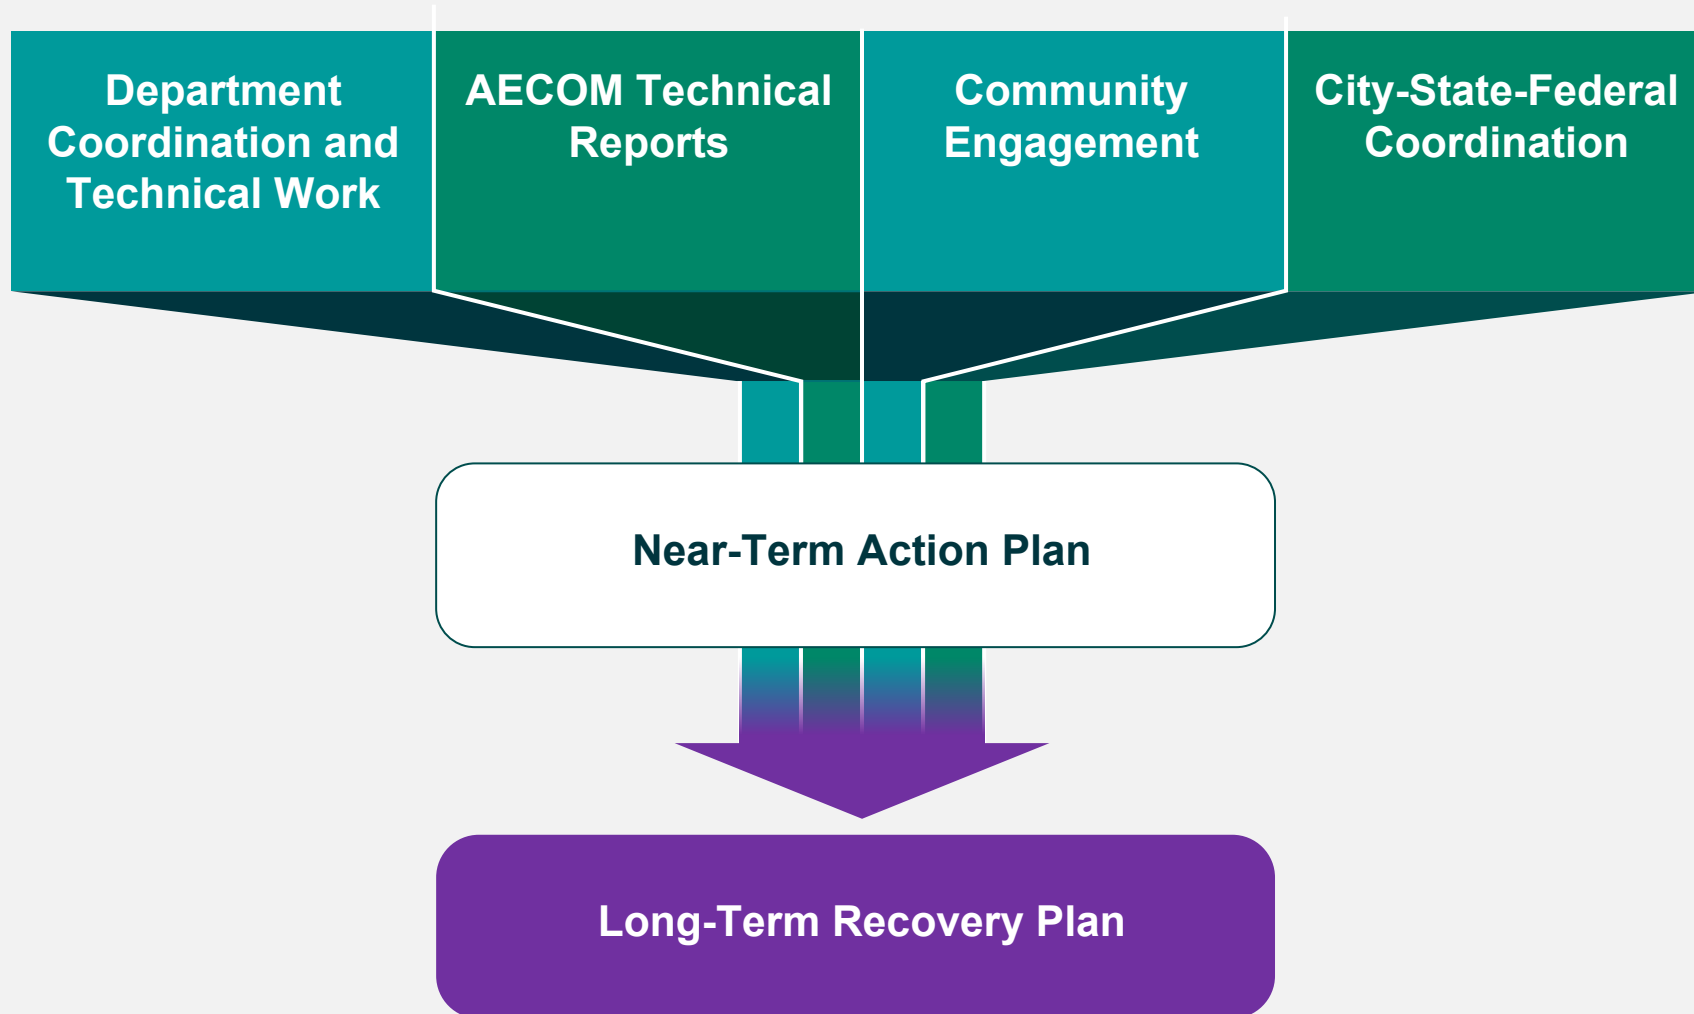 Department
Coordination and
Technical Work
AECOM Technical
Reports
Community
Engagement
City-State-Federal
Coordination
Near-Term Action Plan
Long-Term Recovery Plan